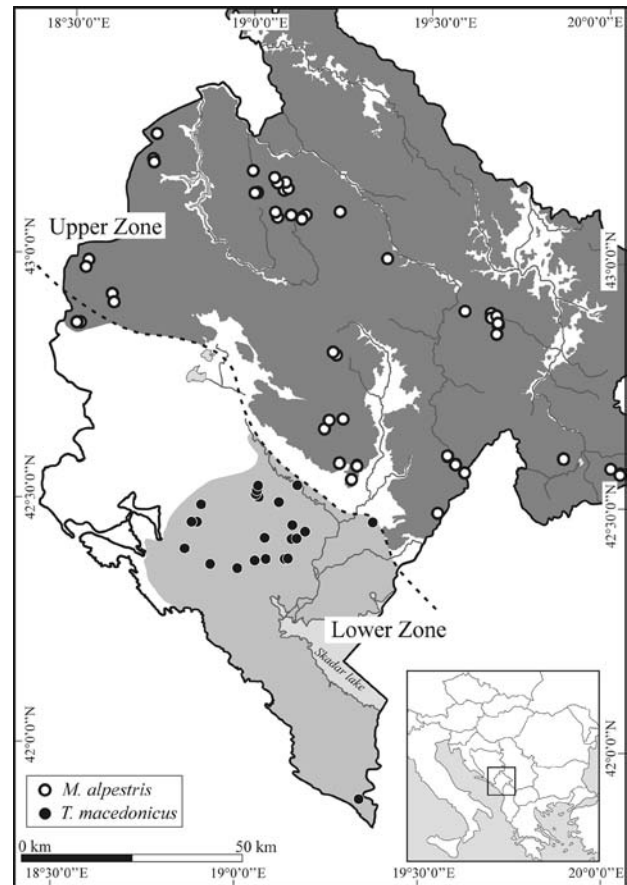 18°30'0''E
19°0'0''E
19°30'0''E
20°0'0''E
Upper Zone
43°0'0''N
43°0'0''N
42°30'0''N
42°30'0''N
Lower Zone
Skadar lake
42°0'0''N
42°0'0''N
M. alpestris
T. macedonicus
0 km
50 km
18°30'0''E
19°0'0''E
19°30'0''E
20°0'0''E